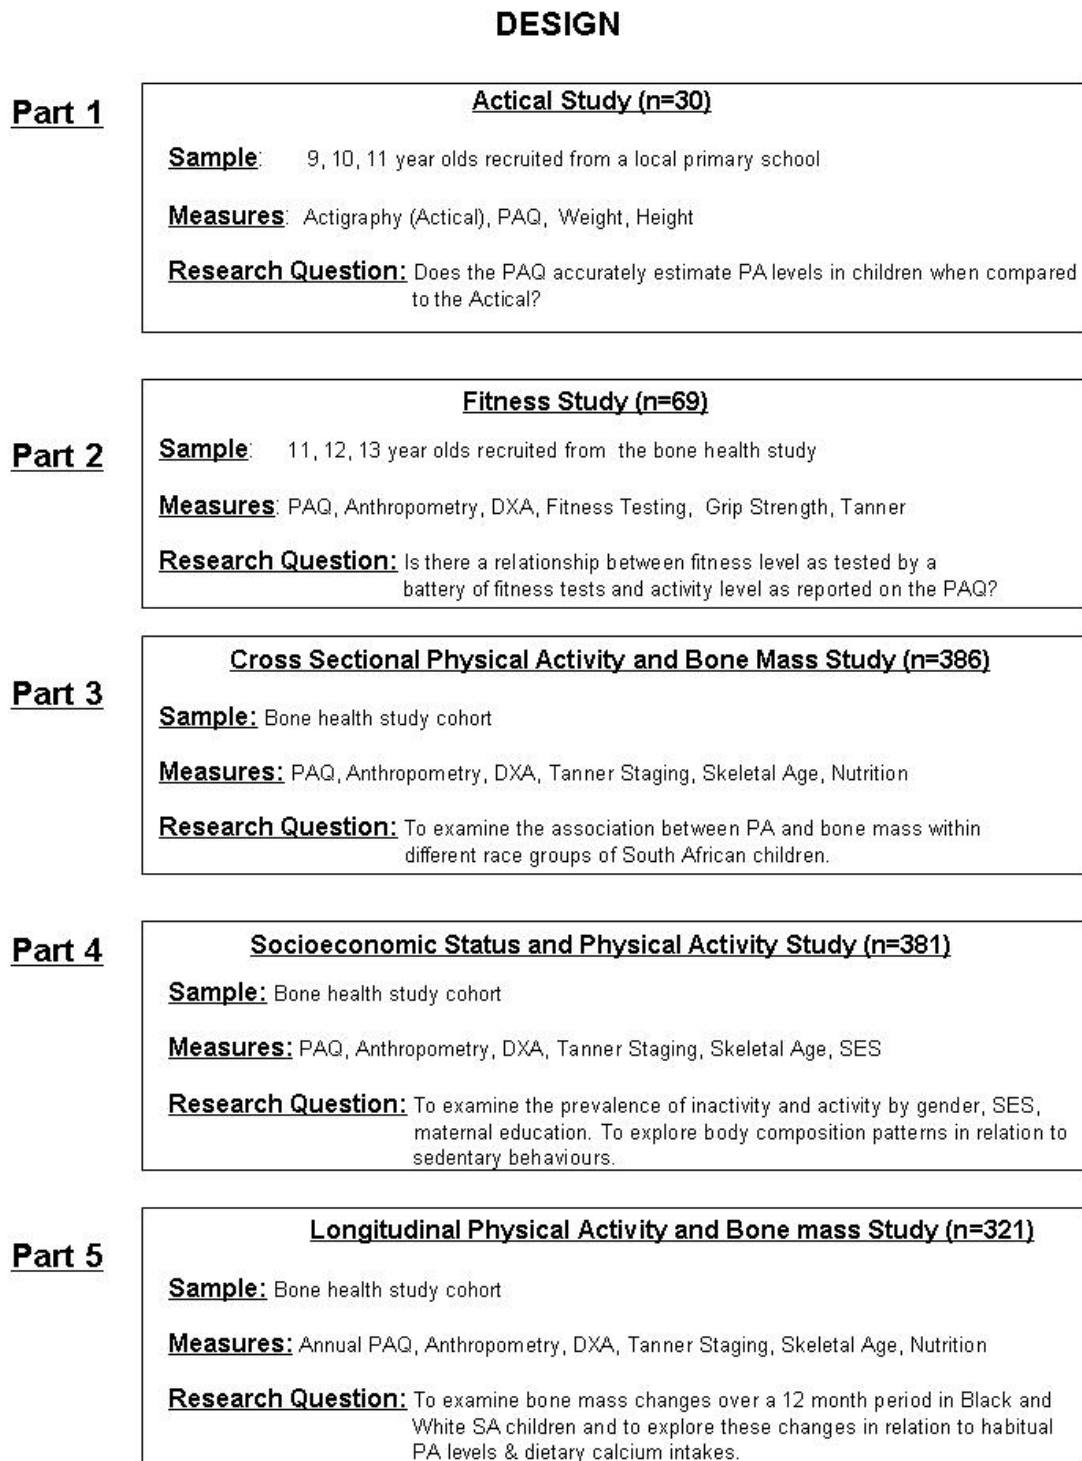 DESIGN
Part 1
Actical Study (n=30)
Sample: 9, 10, 11 year olds recruited from a local primary school
Measures: Actigraphy (Actical), PAQ, Weight, Height
Research Question: Does the PAQ accurately estimate PA levels in children when compared
to the Actical?
Part 2
Fitness Study (n=69)
Sample: 11, 12, 13 year olds recruited from the bone health study
Measures: PAQ, Anthropometry, DXA, Fitness Testing, Grip Strength, Tanner
Research Question: Is there a relationship between fitness level as tested by a
battery of fitness tests and activity level as reported on the PAQ?
Part 3
Cross Sectional Physical Activity and Bone Mass Study (n=386)
Sample: Bone health study cohort
Measures: PAQ, Anthropometry, DXA, Tanner Staging, Skeletal Age, Nutrition
Research Question: To examine the association between PA and bone mass within
different race groups of South African children.
Part 4
Socioeconomic Status and Physical Activity Study (n=381)
Sample: Bone health study cohort
Measures: PAQ, Anthropometry, DXA, Tanner Staging, Skeletal Age, SES
Research Question: To examine the prevalence of inactivity and activity by gender, SES,
maternal education. To explore body composition patterns in relation to
sedentary behaviours.
Part 5
Longitudinal Physical Activity and Bone mass Study (n=321)
Sample: Bone health study cohort
Measures: Annual PAQ, Anthropometry, DXA, Tanner Staging, Skeletal Age, Nutrition
Research Question: To examine bone mass changes over a 12 month period in Black and
White SA children and to explore these changes in relation to habitual
PA levels & dietary calcium intakes.